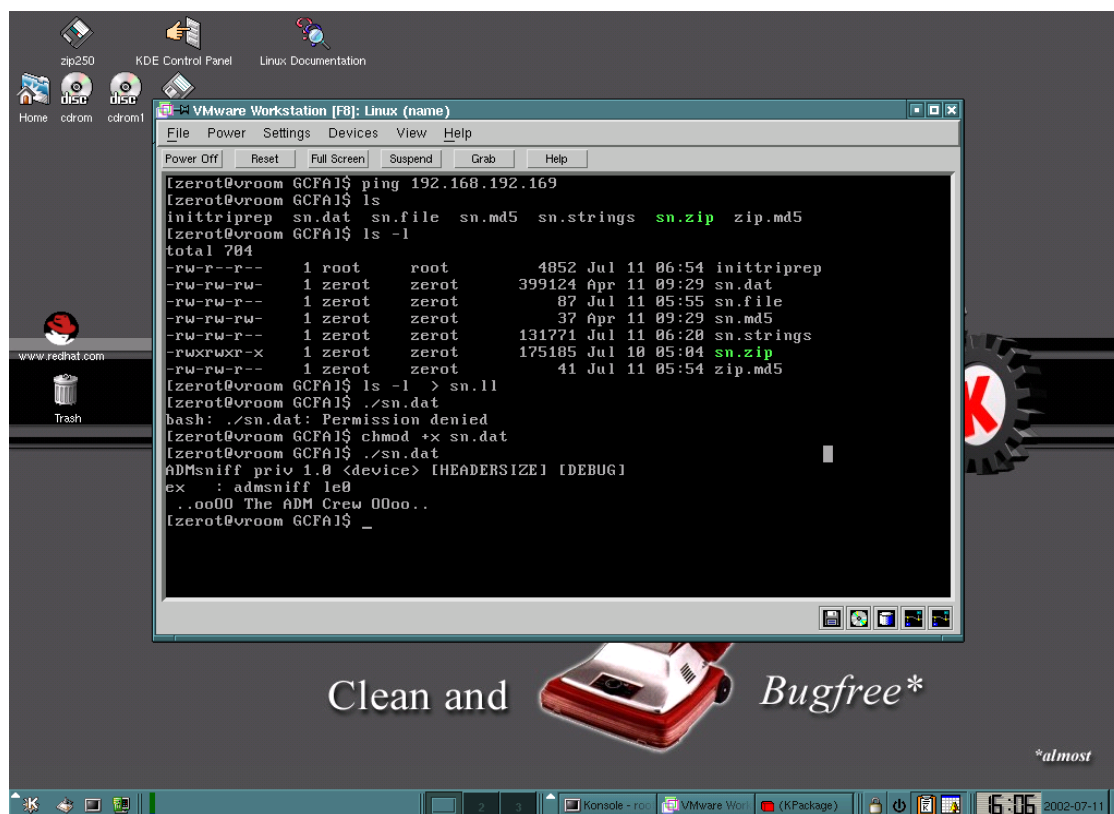 zip250
KDE Control Panel
Linux Documentation
Home
cdrom
cdrom1
VMware Workstation [F8]: Linux (name)
File Power Settings Devices View Help
Power Off Reset Full Screen Suspend Grab Help
[zerot@vroom GCFA]$ ping 192.168.192.169
[zerot@vroom GCFA]$ ls
inittriprep sn.dat sn.file sn.md5 sn.strings sn.zip zip.md5
[zerot@vroom GCFA]$ ls -l
total 704
-rw-r--r-- 1 root root 4852 Jul 11 06:54 inittriprep
-rw-rw-rw- 1 zerot zerot 399124 Apr 11 09:29 sn.dat
-rw-rw-r-- 1 zerot zerot 87 Jul 11 05:55 sn.file
-rw-rw-rw- 1 zerot zerot 37 Apr 11 09:29 sn.md5
-rw-rw-r-- 1 zerot zerot 131771 Jul 11 06:20 sn.strings
-rwxrwxr-x 1 zerot zerot 175185 Jul 10 05:04 sn.zip
-rw-rw-r-- 1 zerot zerot 41 Jul 11 05:54 zip.md5
[zerot@vroom GCFA]$ ls -l > sn.ll
[zerot@vroom GCFA]$ ./sn.dat
bash: ./sn.dat: Permission denied
[zerot@vroom GCFA]$ chmod +x sn.dat
[zerot@vroom GCFA]$ ./sn.dat
ADMsniff priv 1.0 <device> [HEADERSIZE] [DEBUG]
ex : admsniff le0
..ooOO The ADM Crew OOoo..
[zerot@vroom GCFA]$ _
www.redhat.com
Trash
K
Clean and Bugfree*
*almost
2 3 Konsole - roo VMware Work (KPackage) 16:06 2002-07-11